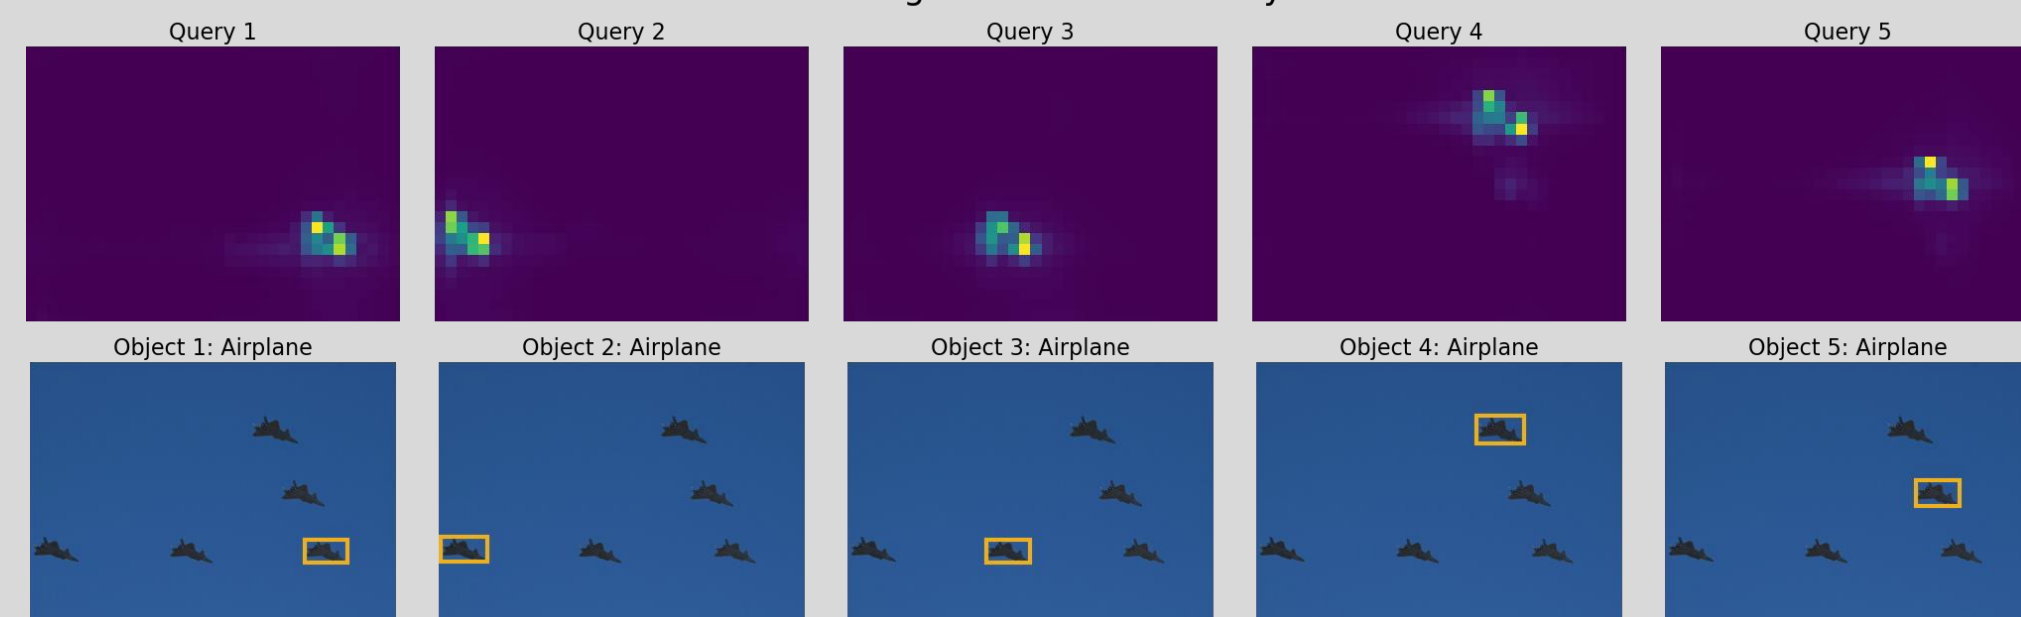 Query 1
Query 2
Query 3
Query 4
Query 5
Object 1: Airplane
Object 2: Airplane
Object 3: Airplane
Object 4: Airplane
Object 5: Airplane